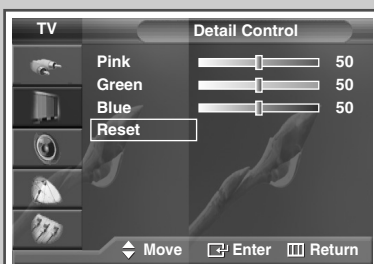 TV Detail Control
Pink 50
Green 50
Blue 50
Reset
Move Enter Return